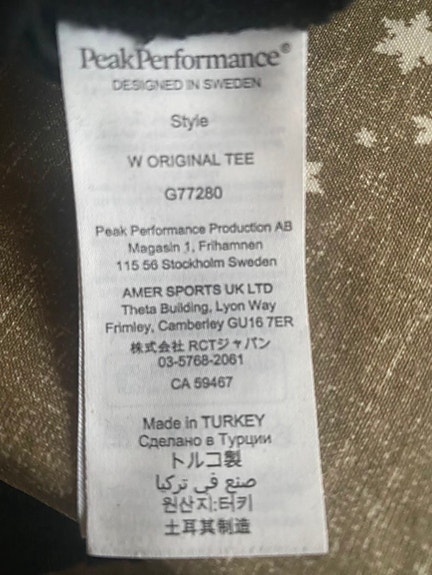 PeakPerformance®
DESIGNED IN SWEDEN
Style
W ORIGINAL TEE
G77280
Peak Performance Production AB
Magasin 1, Frihamnen
115 56 Stockholm Sweden
AMER SPORTS UK LTD
Theta Building, Lyon Way
Frimley, Camberley GU16 7ER
株式会社 RCTジャパン
03-5768-2061
CA 59467
Made in TURKEY
Сделано в Турции
トルコ製
صنع في تركيا
원산지:터키
土耳其制造